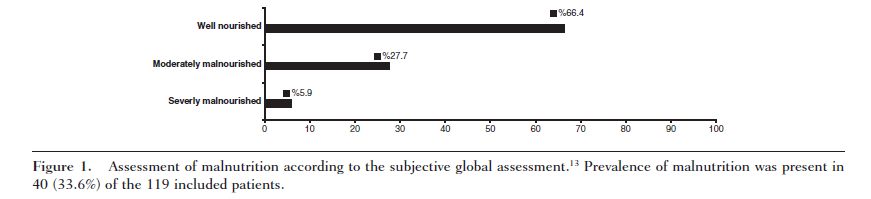 %66.4
Well nourished
%27.7
Moderately malnourished
%5.9
Severly malnourished
0 10 20 30 40 50 60 70 80 90 100
Figure 1. Assessment of malnutrition according to the subjective global assessment.¹³ Prevalence of malnutrition was present in
40 (33.6%) of the 119 included patients.